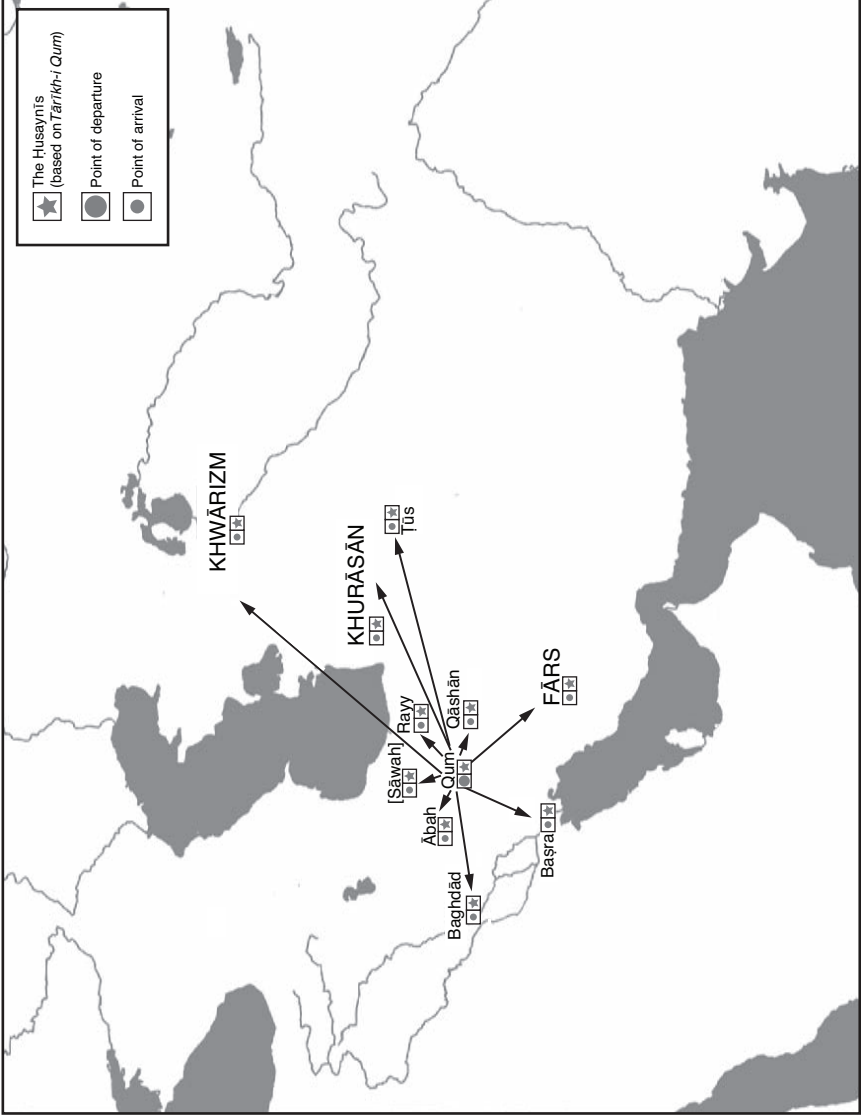 The Ḥusaynīs
(based on Tārīkh-i Qum)
Point of departure
Point of arrival
KHWĀRIZM
KHURĀSĀN
Ṭūs
Rayy
[Sāwah]
Qum
Qāshān
Ābah
FĀRS
Baghdād
Baṣra